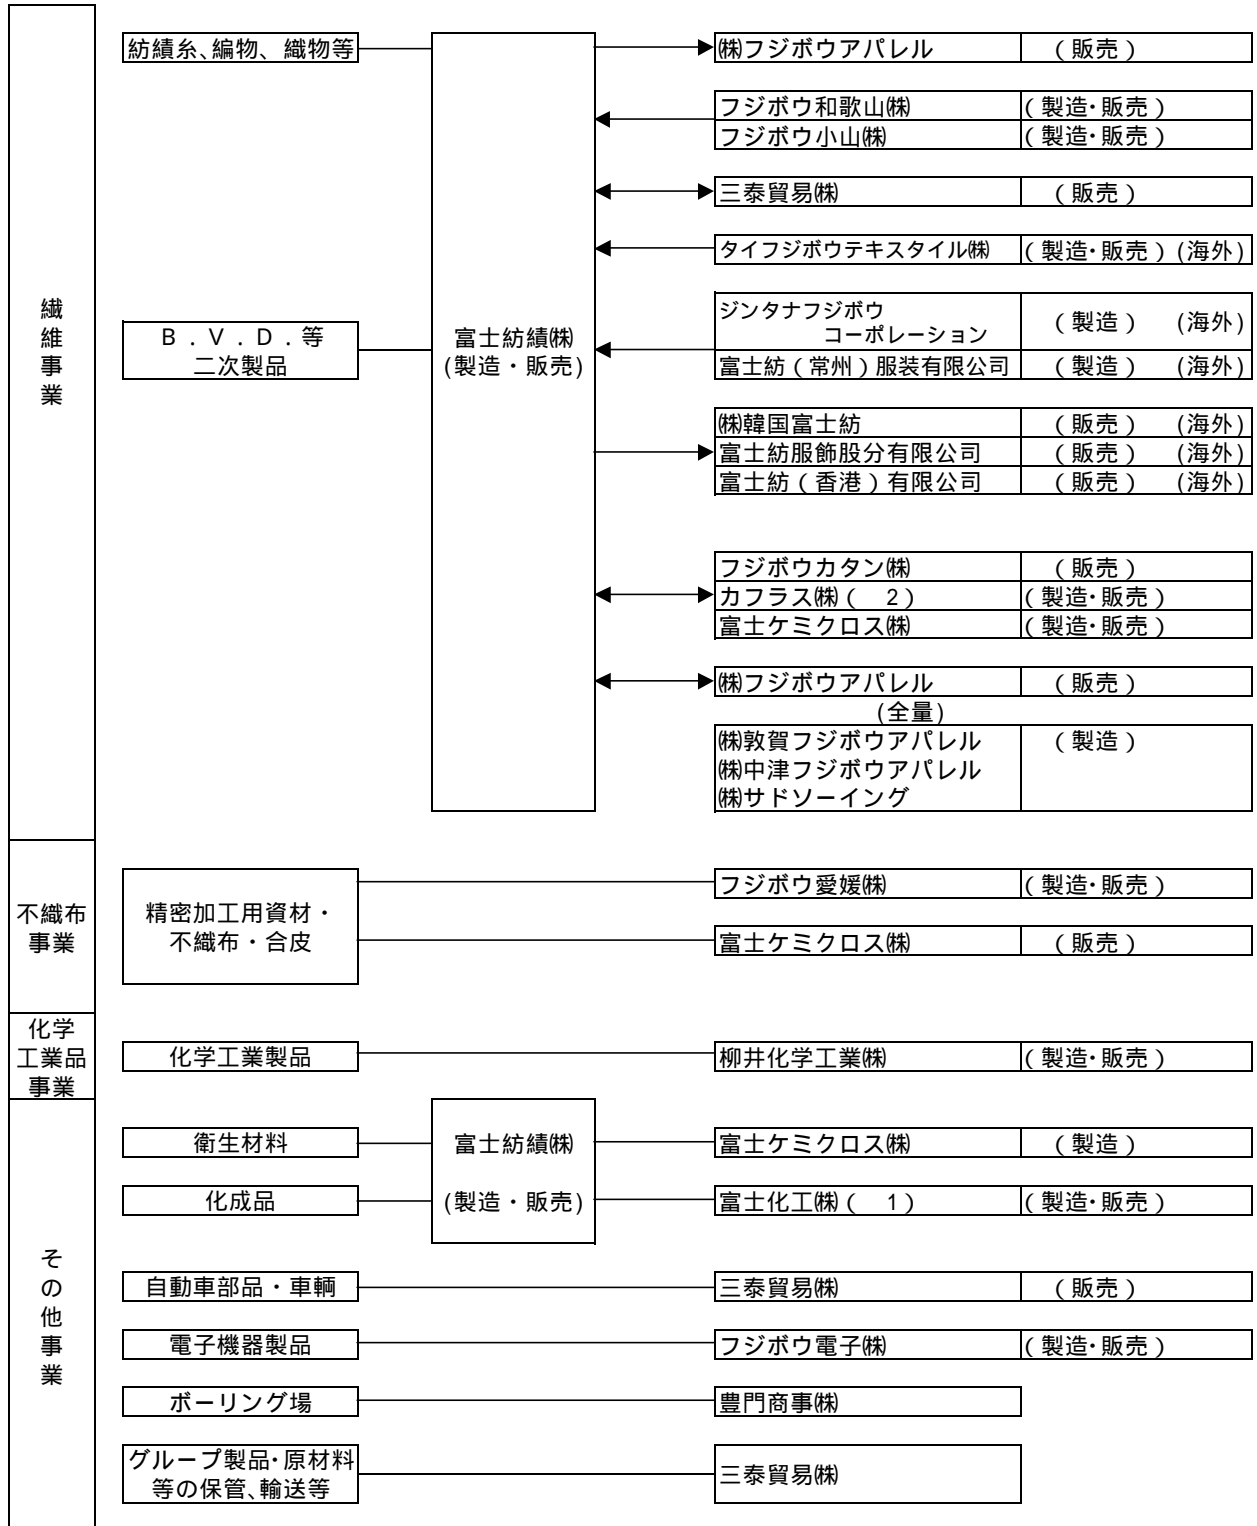 紡績糸､編物、織物等
㈱フジボウアパレル （販売）
フジボウ和歌山㈱ （製造･販売）
フジボウ小山㈱ （製造･販売）
三泰貿易㈱ （販売）
タイフジボウテキスタイル㈱ （製造･販売）(海外)
繊維事業
B．V．D．等
二次製品
富士紡績㈱
(製造・販売)
ジンタナフジボウ
コーポレーション （製造） (海外)
富士紡（常州）服装有限公司 （製造） (海外)
㈱韓国富士紡 （販売） (海外)
富士紡服飾股分有限公司 （販売） (海外)
富士紡（香港）有限公司 （販売） (海外)
フジボウカタン㈱ （販売）
カフラス㈱（ 2） （製造･販売）
富士ケミクロス㈱ （製造･販売）
㈱フジボウアパレル （販売）
(全量)
㈱敦賀フジボウアパレル （製造）
㈱中津フジボウアパレル
㈱サドソーイング
不織布
事業
精密加工用資材・
不織布・合皮
フジボウ愛媛㈱ （製造･販売）
富士ケミクロス㈱ （販売）
化学
工業品
事業
化学工業製品
柳井化学工業㈱ （製造･販売）
その他事業
衛生材料
化成品
富士紡績㈱
(製造・販売)
富士ケミクロス㈱ （製造）
富士化工㈱（ 1） （製造･販売）
自動車部品・車輌
三泰貿易㈱ （販売）
電子機器製品
フジボウ電子㈱ （製造･販売）
ボーリング場
豊門商事㈱
グループ製品･原材料
等の保管､輸送等
三泰貿易㈱